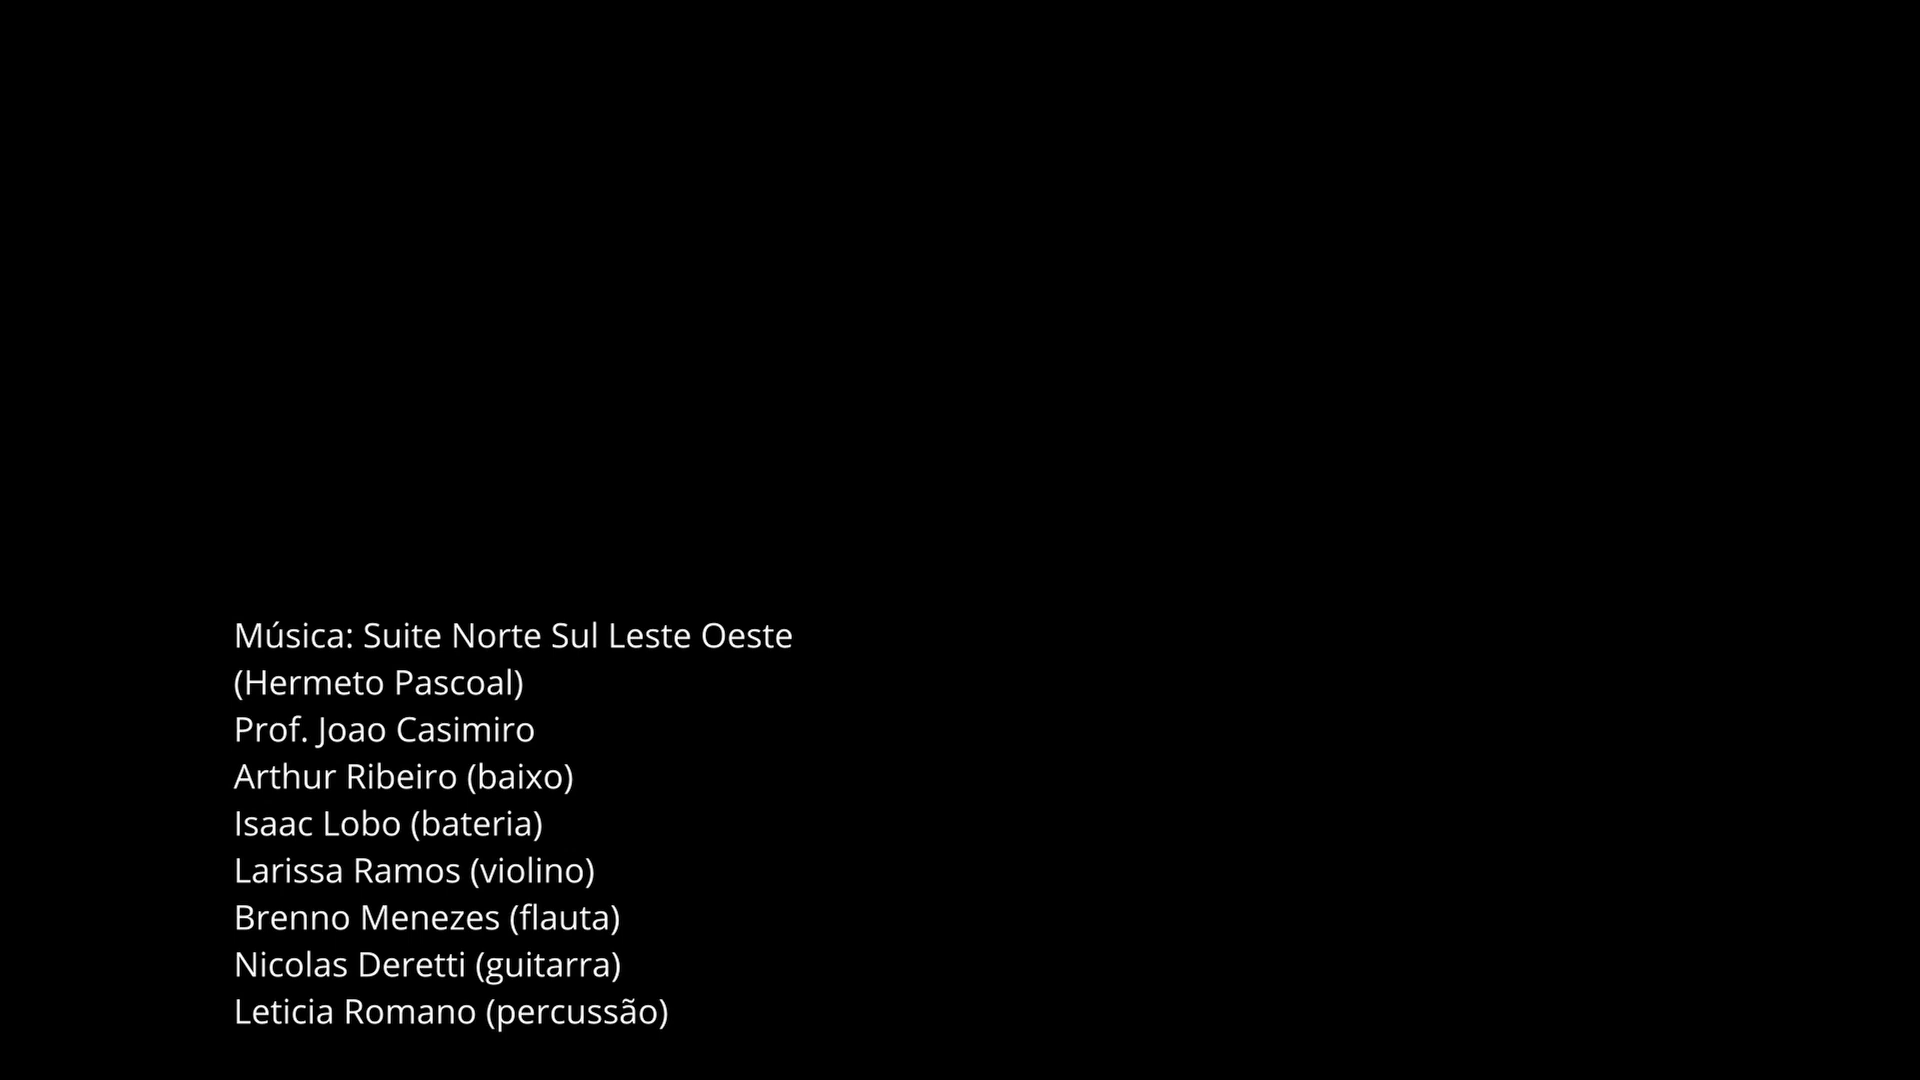 Música: Suite Norte Sul Leste Oeste
(Hermeto Pascoal)
Prof. Joao Casimiro
Arthur Ribeiro (baixo)
Isaac Lobo (bateria)
Larissa Ramos (violino)
Brenno Menezes (flauta)
Nicolas Deretti (guitarra)
Leticia Romano (percussão)